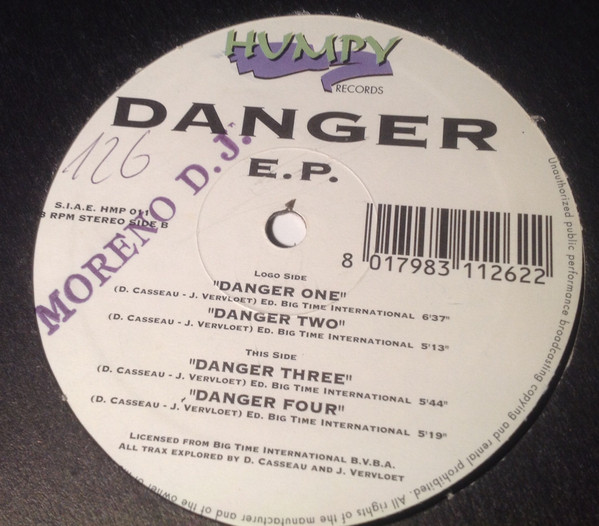 HUMPY
RECORDS
DANGER
E.P.
126
MORENO D.J.
S.I.A.E. HMP 011
3 RPM STEREO SIDE B
8 017983 112622
LOGO SIDE
"DANGER ONE"
(D. CASSEAU - J. VERVLOET) ED. BIG TIME INTERNATIONAL 6'37"
"DANGER TWO"
(D. CASSEAU - J. VERVLOET) ED. BIG TIME INTERNATIONAL 5'13"
THIS SIDE
"DANGER THREE"
(D. CASSEAU - J. VERVLOET) ED. BIG TIME INTERNATIONAL 5'44"
"DANGER FOUR"
(D. CASSEAU - J. VERVLOET) ED. BIG TIME INTERNATIONAL 5'19"
LICENSED FROM BIG TIME INTERNATIONAL B.V.B.A.
ALL TRAX EXPLORED BY D. CASSEAU AND J. VERVLOET
Unauthorized public performance broadcasting copying and rental prohibited. All rights of the manufacturer and of the owner